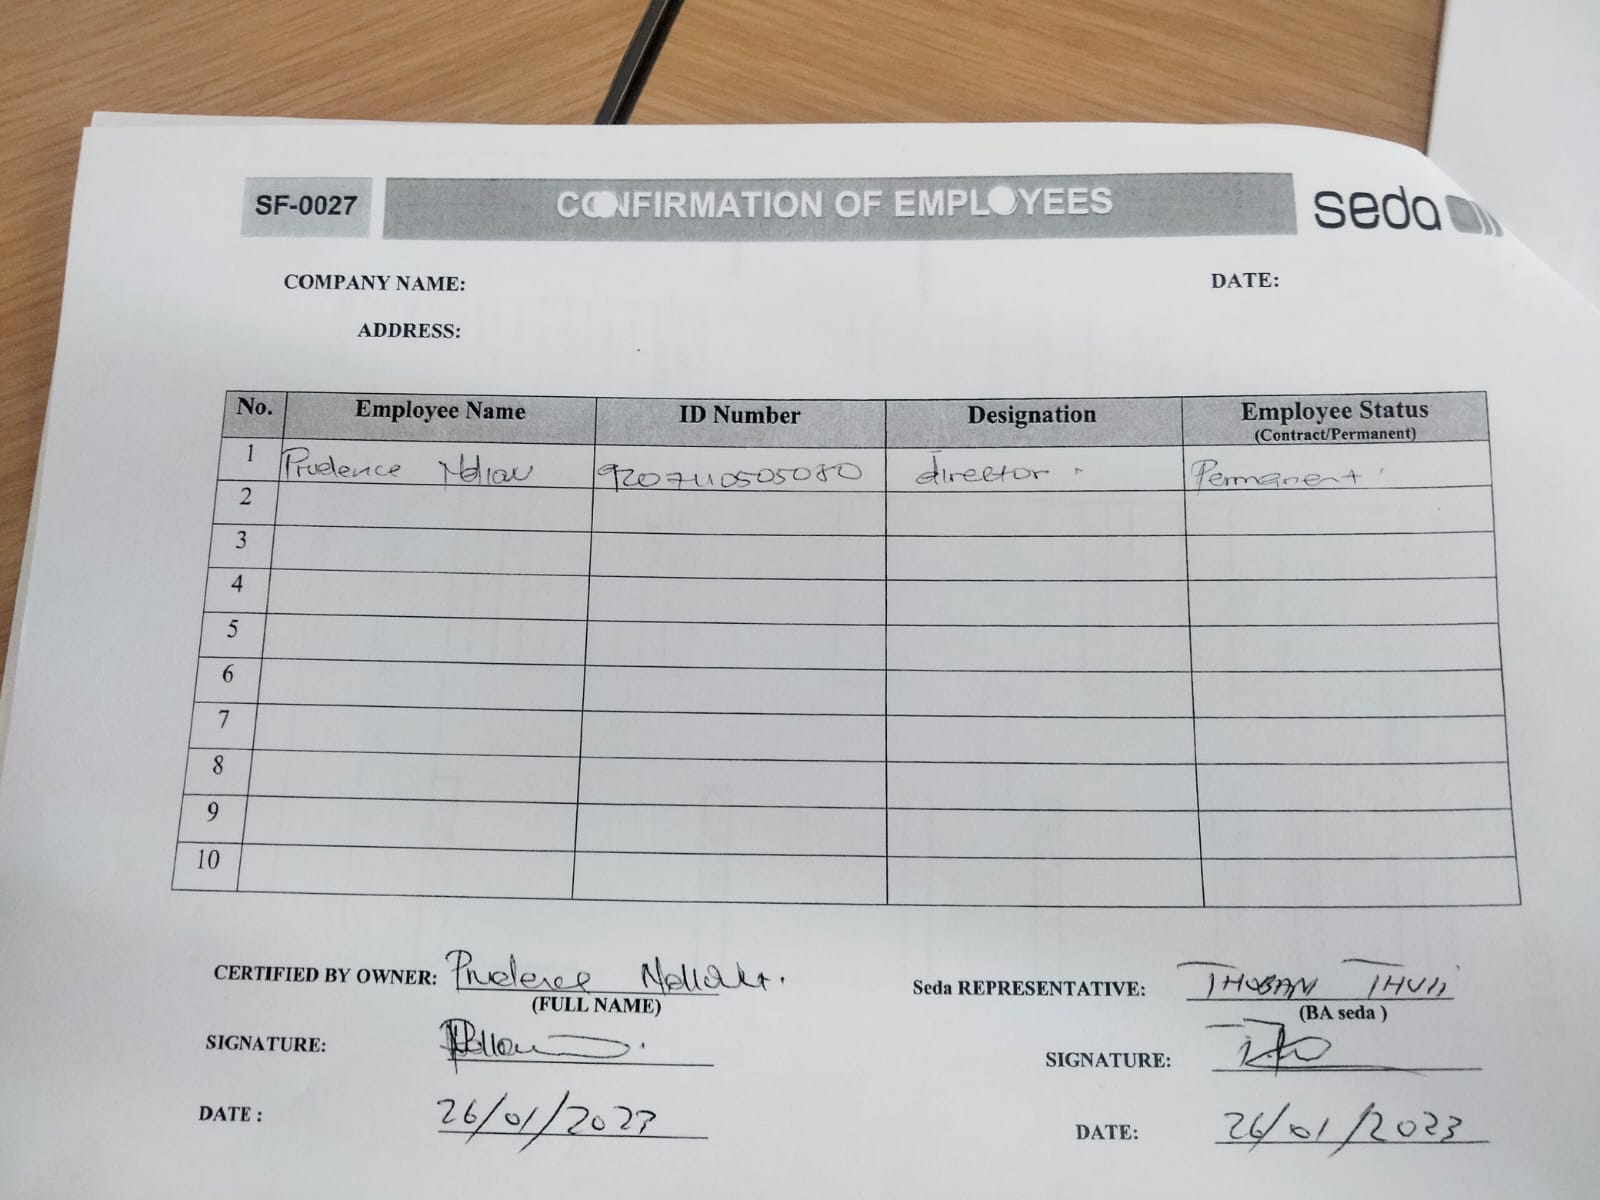 SF-0027 CONFIRMATION OF EMPLOYEES seda
COMPANY NAME: DATE:
ADDRESS:
No. Employee Name ID Number Designation Employee Status
(Contract/Permanent)
1 Prudence 9207110505080 director Permanent
2
3
4
5
6
7
8
9
10
CERTIFIED BY OWNER: Prudence Seda REPRESENTATIVE:
(FULL NAME) (BA seda )
SIGNATURE: SIGNATURE:
DATE : 26/01/2023 DATE: 26/01/2023